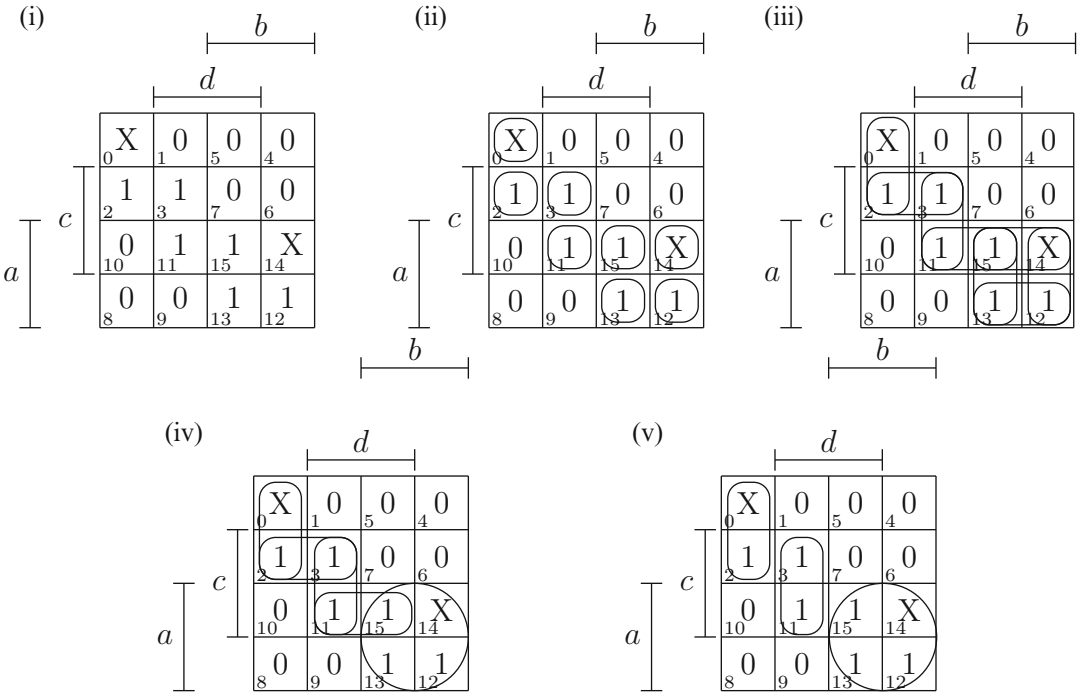 (i) (ii) (iii)
b b b
d d d
X 0 0 0 X 0 0 0 X 0 0 0
0 1 5 4 0 1 5 4 0 1 5 4
1 1 0 0 1 1 0 0 1 1 0 0
2 3 7 6 2 3 7 6 2 3 7 6
c c c
0 1 1 X 0 1 1 X 0 1 1 X
10 11 15 14 10 11 15 14 10 11 15 14
a a a
0 0 1 1 0 0 1 1 0 0 1 1
8 9 13 12 8 9 13 12 8 9 13 12
b b
(iv) (v)
d d
X 0 0 0 X 0 0 0
0 1 5 4 0 1 5 4
1 1 0 0 1 1 0 0
2 3 7 6 2 3 7 6
c c
0 1 1 X 0 1 1 X
10 11 15 14 10 11 15 14
a a
0 0 1 1 0 0 1 1
8 9 13 12 8 9 13 12